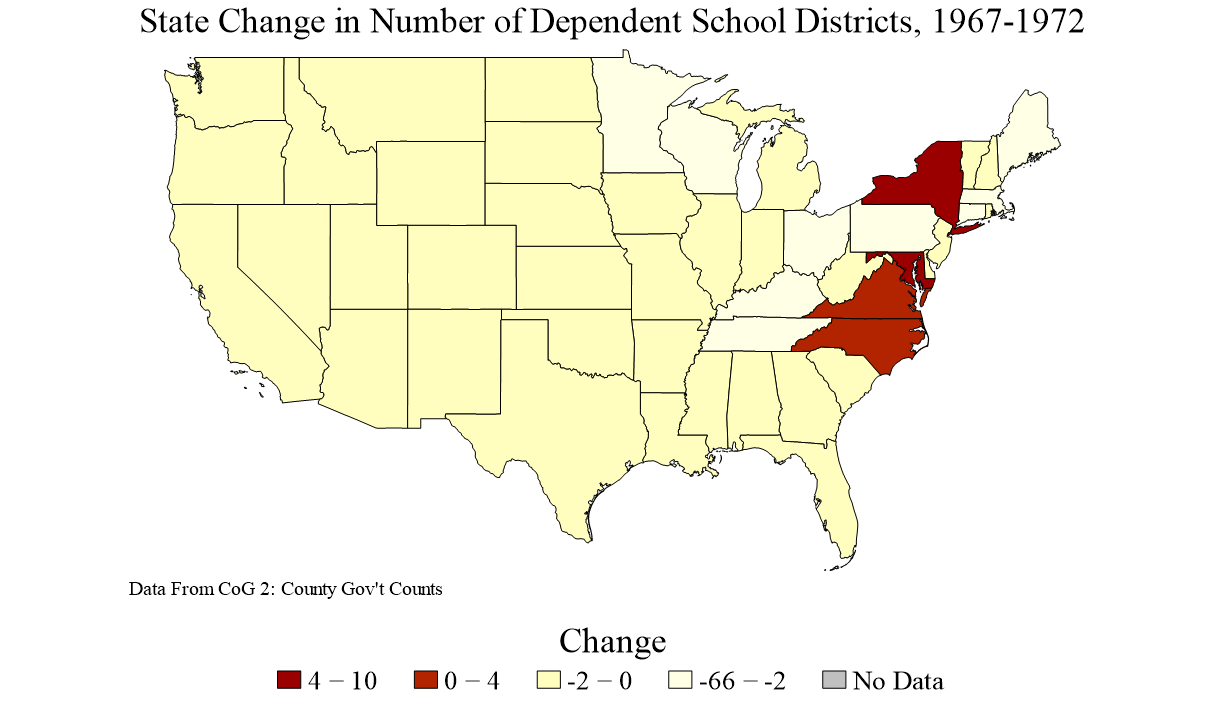 State Change in Number of Dependent School Districts, 1967-1972
Data From CoG 2: County Gov't Counts
Change
4 − 10 0 − 4 -2 − 0 -66 − -2 No Data